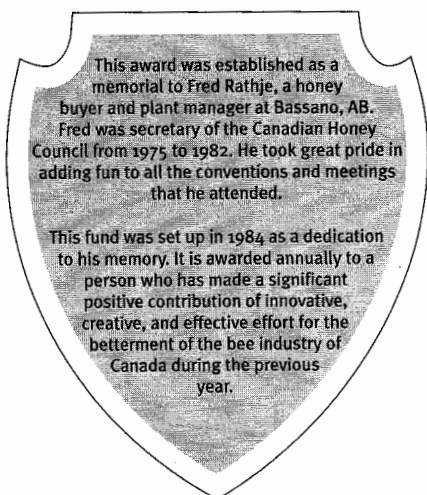 This award was established as a
memorial to Fred Rathje, a honey
buyer and plant manager at Bassano, AB.
Fred was secretary of the Canadian Honey
Council from 1975 to 1982. He took great pride in
adding fun to all the conventions and meetings
that he attended.
This fund was set up in 1984 as a dedication
to his memory. It is awarded annually to a
person who has made a significant
positive contribution of innovative,
creative, and effective effort for the
betterment of the bee industry of
Canada during the previous
year.